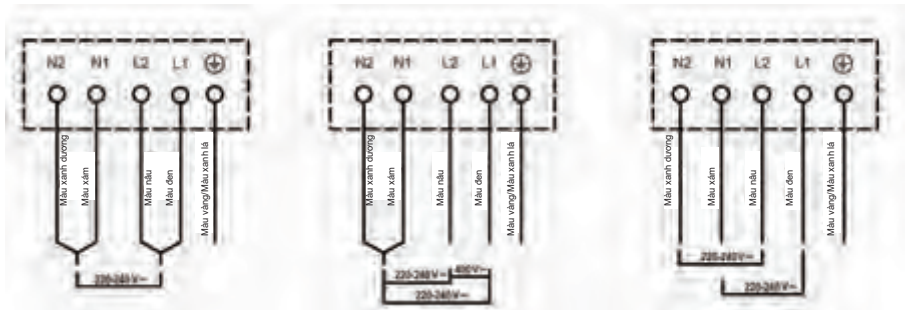 N2 N1 L2 L1
Màu xanh dương
Màu xám
Màu nâu
Màu đen
Màu vàng/Màu xanh lá
220-240V~
N2 N1 L2 L1
Màu xanh dương
Màu xám
Màu nâu
Màu đen
Màu vàng/Màu xanh lá
220-240V~ 400V~
220-240V~
N2 N1 L2 L1
Màu xanh dương
Màu xám
Màu nâu
Màu đen
Màu vàng/Màu xanh lá
220-240V~
220-240V~